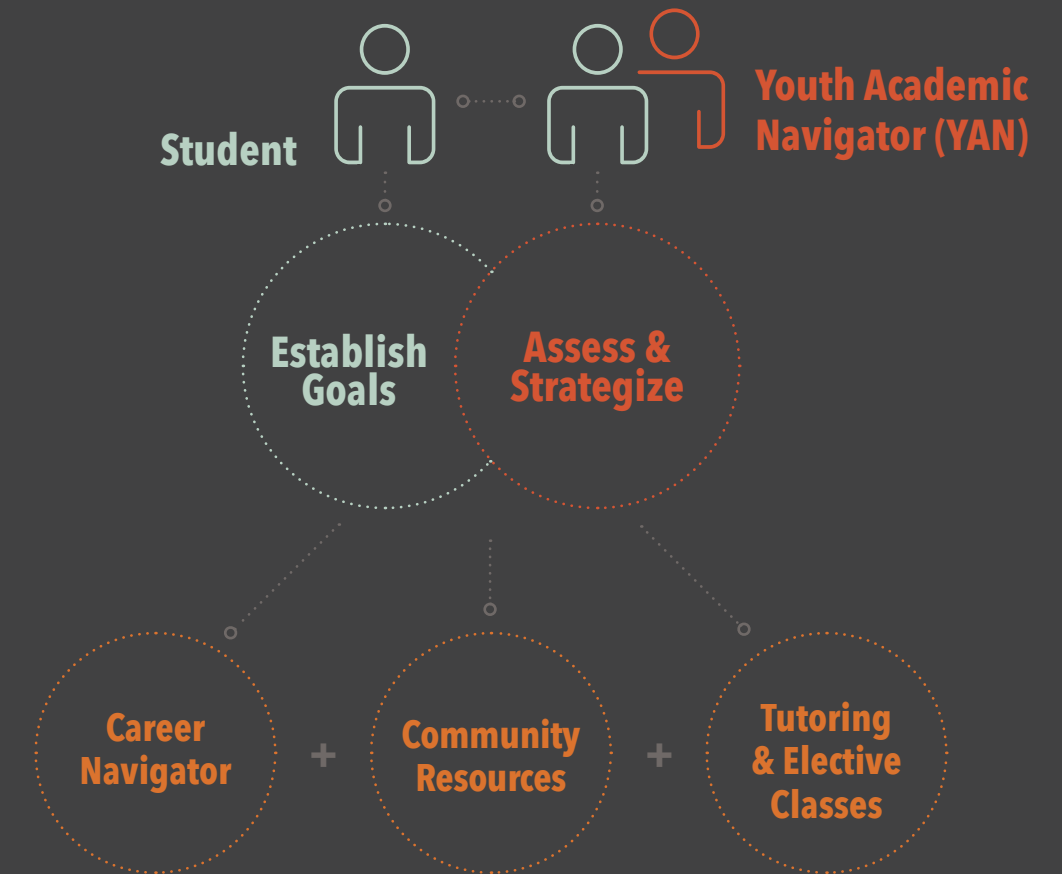 Student
Youth Academic
Navigator (YAN)
Establish
Goals
Assess &
Strategize
Career
Navigator
+
Community
Resources
+
Tutoring
& Elective
Classes